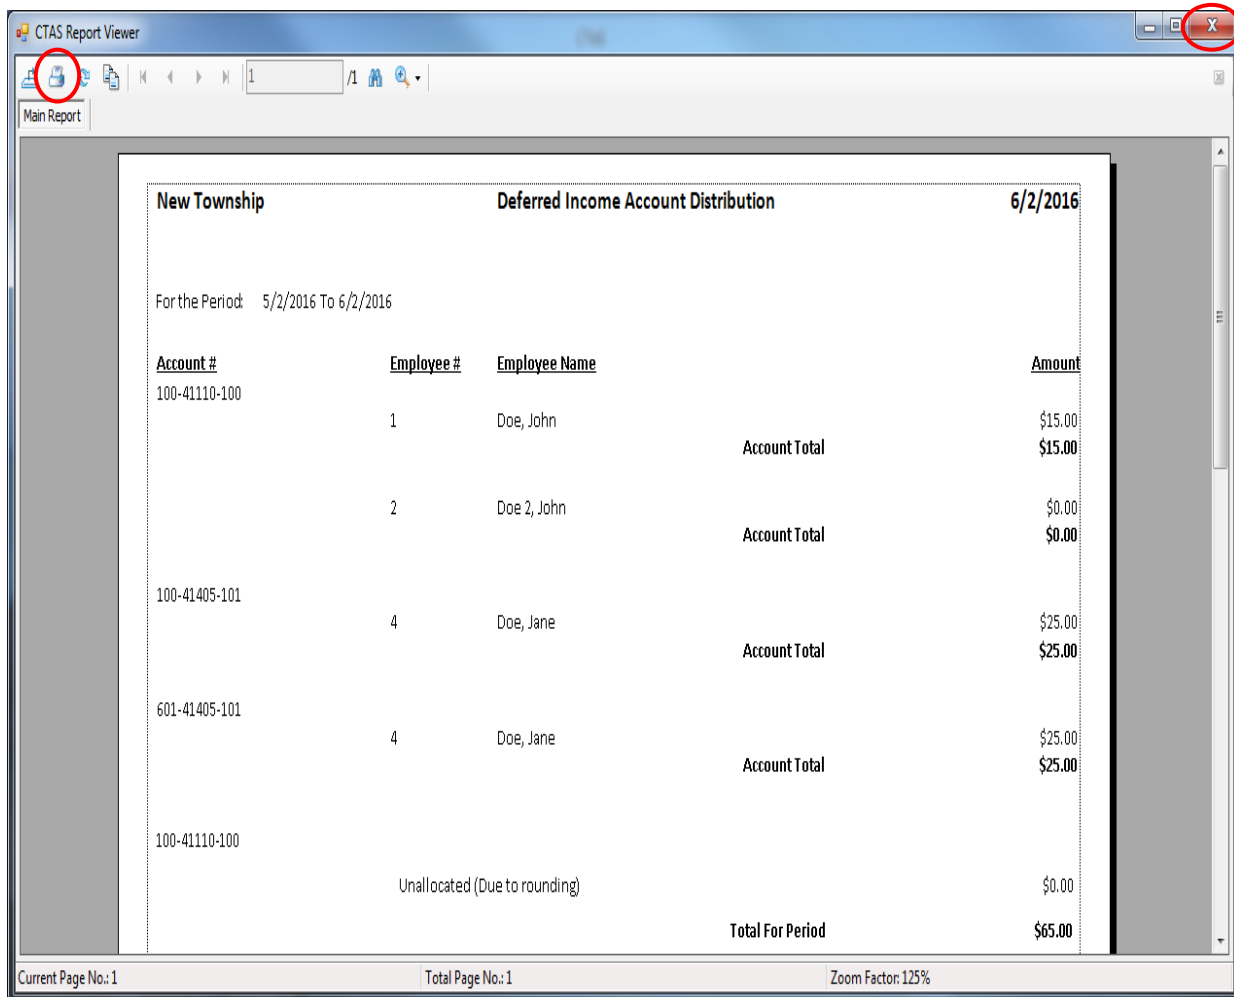 CTAS Report Viewer
1 /1
Main Report
New Township Deferred Income Account Distribution 6/2/2016
For the Period: 5/2/2016 To 6/2/2016
Account # Employee # Employee Name Amount
100-41110-100
1 Doe, John $15.00
Account Total $15.00
2 Doe 2, John $0.00
Account Total $0.00
100-41405-101
4 Doe, Jane $25.00
Account Total $25.00
601-41405-101
4 Doe, Jane $25.00
Account Total $25.00
100-41110-100
Unallocated (Due to rounding) $0.00
Total For Period $65.00
Current Page No.: 1 Total Page No.: 1 Zoom Factor: 125%